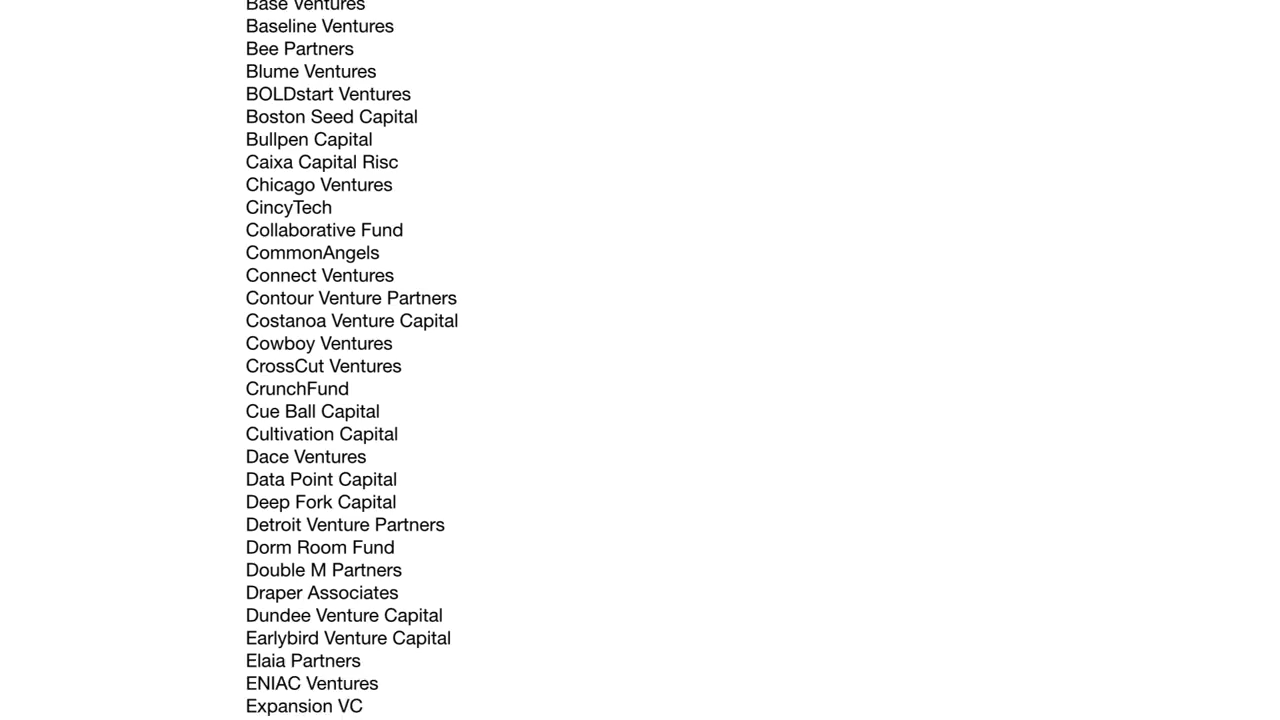 Base Ventures
Baseline Ventures
Bee Partners
Blume Ventures
BOLDstart Ventures
Boston Seed Capital
Bullpen Capital
Caixa Capital Risc
Chicago Ventures
CincyTech
Collaborative Fund
CommonAngels
Connect Ventures
Contour Venture Partners
Costanoa Venture Capital
Cowboy Ventures
CrossCut Ventures
CrunchFund
Cue Ball Capital
Cultivation Capital
Dace Ventures
Data Point Capital
Deep Fork Capital
Detroit Venture Partners
Dorm Room Fund
Double M Partners
Draper Associates
Dundee Venture Capital
Earlybird Venture Capital
Elaia Partners
ENIAC Ventures
Expansion VC